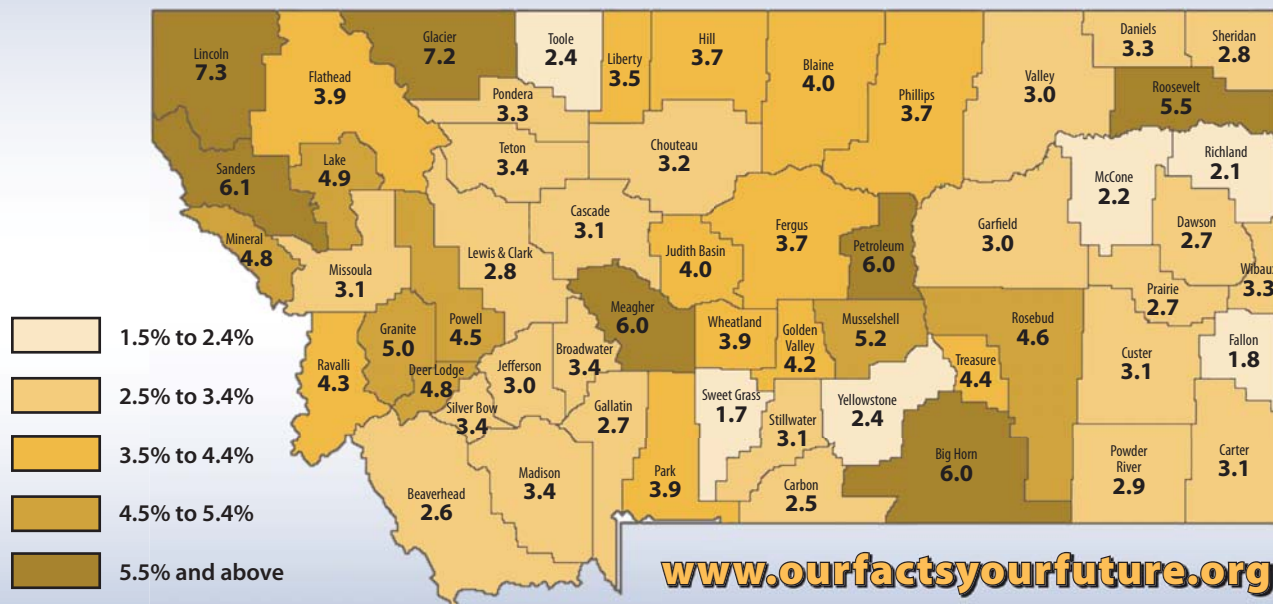 Lincoln
7.3
Flathead
3.9
Glacier
7.2
Toole
2.4
Liberty
3.5
Hill
3.7
Blaine
4.0
Phillips
3.7
Valley
3.0
Daniels
3.3
Sheridan
2.8
Roosevelt
5.5
Pondera
3.3
Teton
3.4
Chouteau
3.2
Richland
2.1
McCone
2.2
Sanders
6.1
Lake
4.9
Cascade
3.1
Judith Basin
4.0
Fergus
3.7
Petroleum
6.0
Garfield
3.0
Dawson
2.7
Mineral
4.8
Missoula
3.1
Lewis & Clark
2.8
Prairie
2.7
Wibaux
3.3
Meagher
6.0
Wheatland
3.9
Golden
Valley
4.2
Musselshell
5.2
Rosebud
4.6
Treasure
4.4
Custer
3.1
Fallon
1.8
Ravalli
4.3
Granite
5.0
Powell
4.5
Deer Lodge
4.8
Silver Bow
3.4
Jefferson
3.0
Broadwater
3.4
Gallatin
2.7
Sweet Grass
1.7
Stillwater
3.1
Yellowstone
2.4
Beaverhead
2.6
Madison
3.4
Park
3.9
Carbon
2.5
Big Horn
6.0
Powder
River
2.9
Carter
3.1
1.5% to 2.4%
2.5% to 3.4%
3.5% to 4.4%
4.5% to 5.4%
5.5% and above
www.ourfactsyourfuture.org